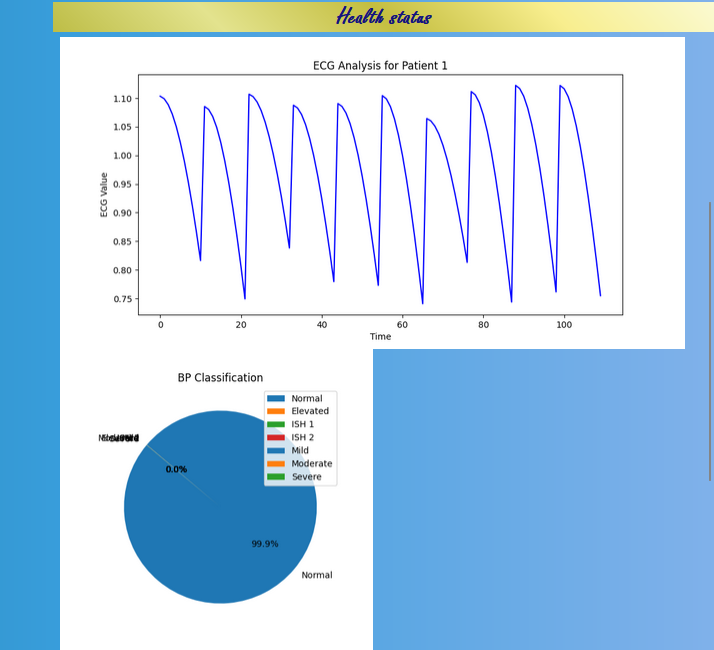 Health status
ECG Analysis for Patient 1
ECG Value
1.10
1.05
1.00
0.95
0.90
0.85
0.80
0.75
0 20 40 60 80 100
Time
BP Classification
Normal
Elevated
ISH 1
ISH 2
Mild
Moderate
Severe
0.0%
99.9%
Normal